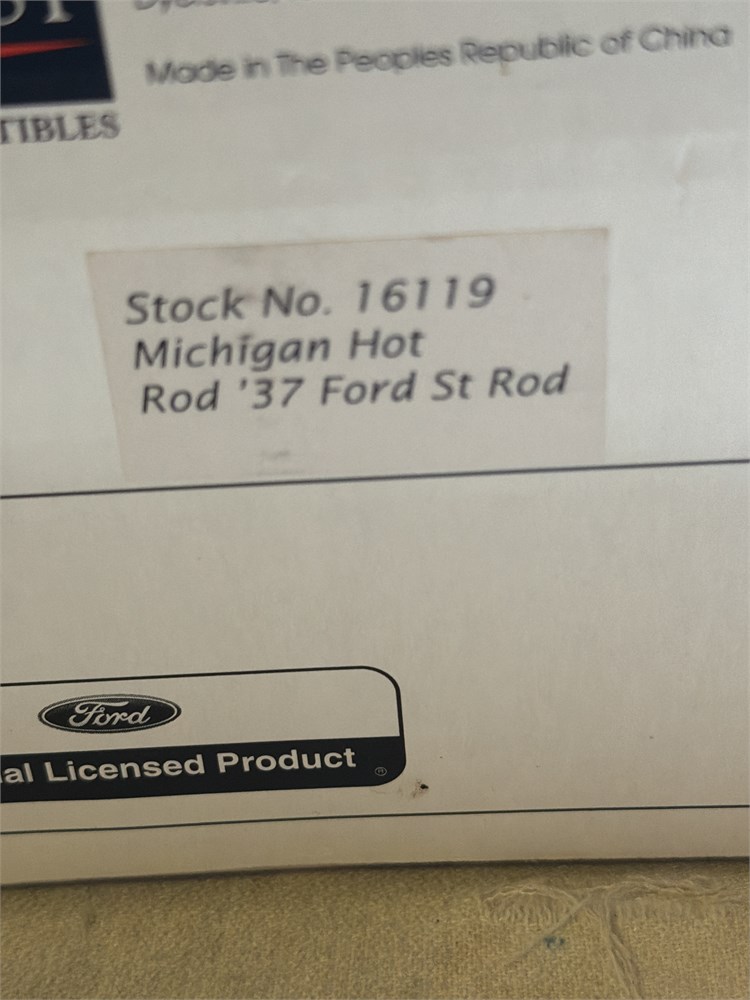 Made in The Peoples Republic of China
TIBLES
Stock No. 16119
Michigan Hot
Rod '37 Ford St Rod
Ford
al Licensed Product ®